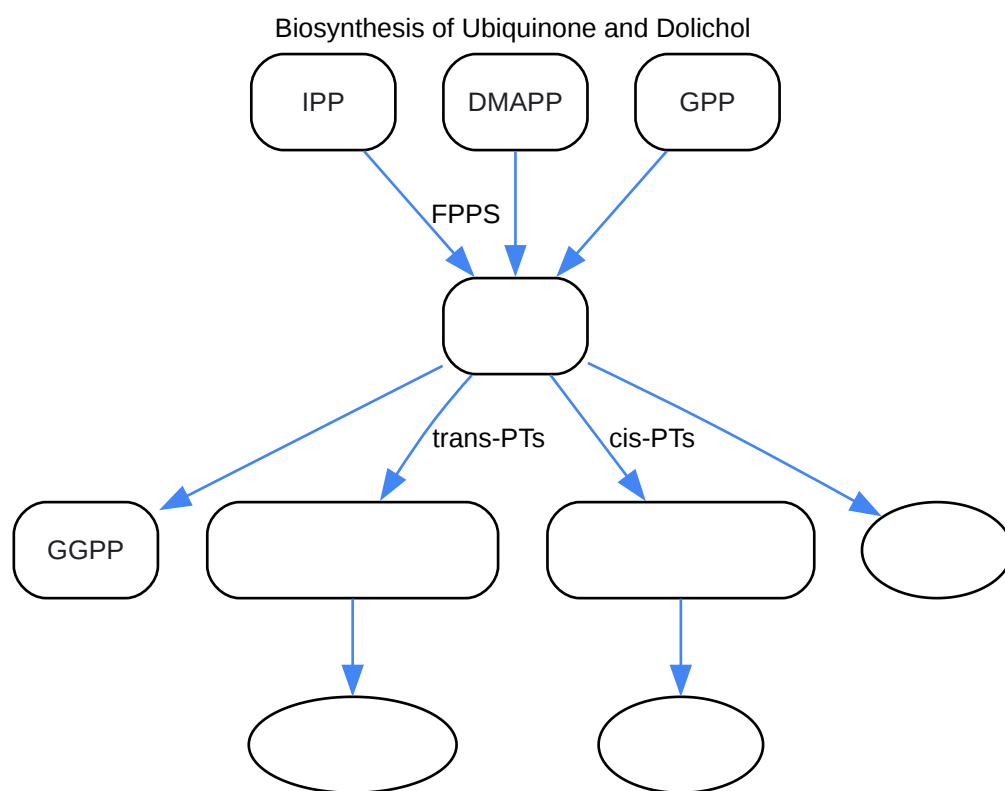 Biosynthesis of Ubiquinone and Dolichol
IPP
DMAPP
GPP
FPPS
trans-PTs
cis-PTs
GGPP